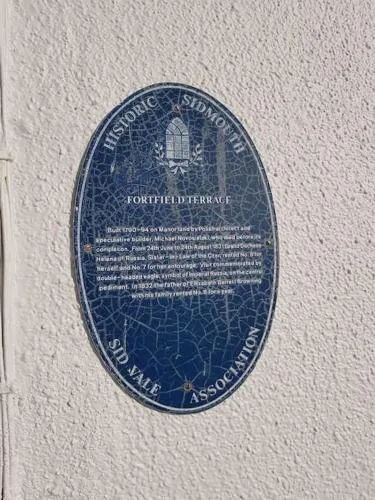 HISTORIC SIDMOUTH
FORTFIELD TERRACE
Built 1790-94 on Manor land by Polish architect and
speculative builder, Michael Novosielski, who died before its
completion. From 24th June to 24th August 1831 Grand Duchess
Helena of Russia, Sister-in-Law of the Czar, rented No. 8 for
herself and No. 7 for her entourage. Visit commemorated by
double-headed eagle, symbol of Imperial Russia, on the centre
pediment. In 1832 the father of Elizabeth Barrett Browning
with his family rented No. 8 for a year.
SID VALE ASSOCIATION